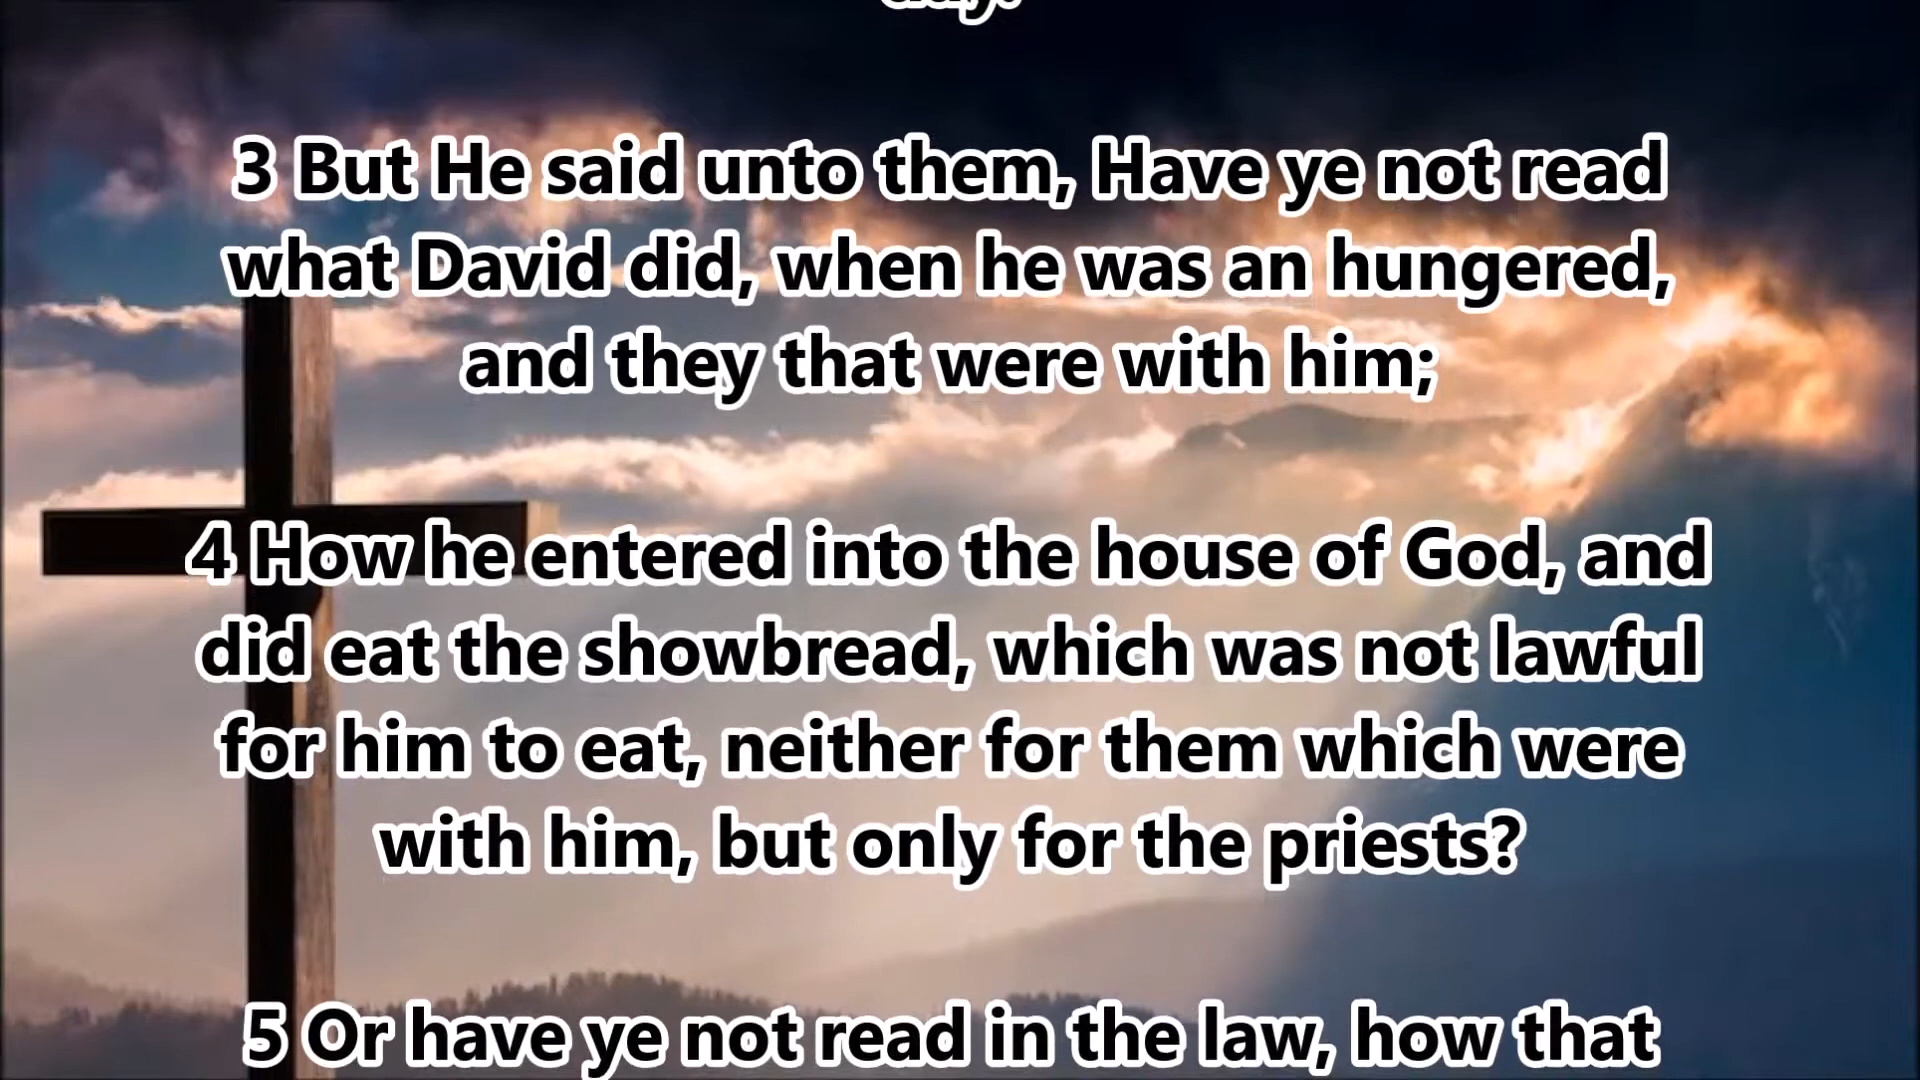 3 But He said unto them, Have ye not read
what David did, when he was an hungered,
and they that were with him;
4 How he entered into the house of God, and
did eat the showbread, which was not lawful
for him to eat, neither for them which were
with him, but only for the priests?
5 Or have ye not read in the law, how that